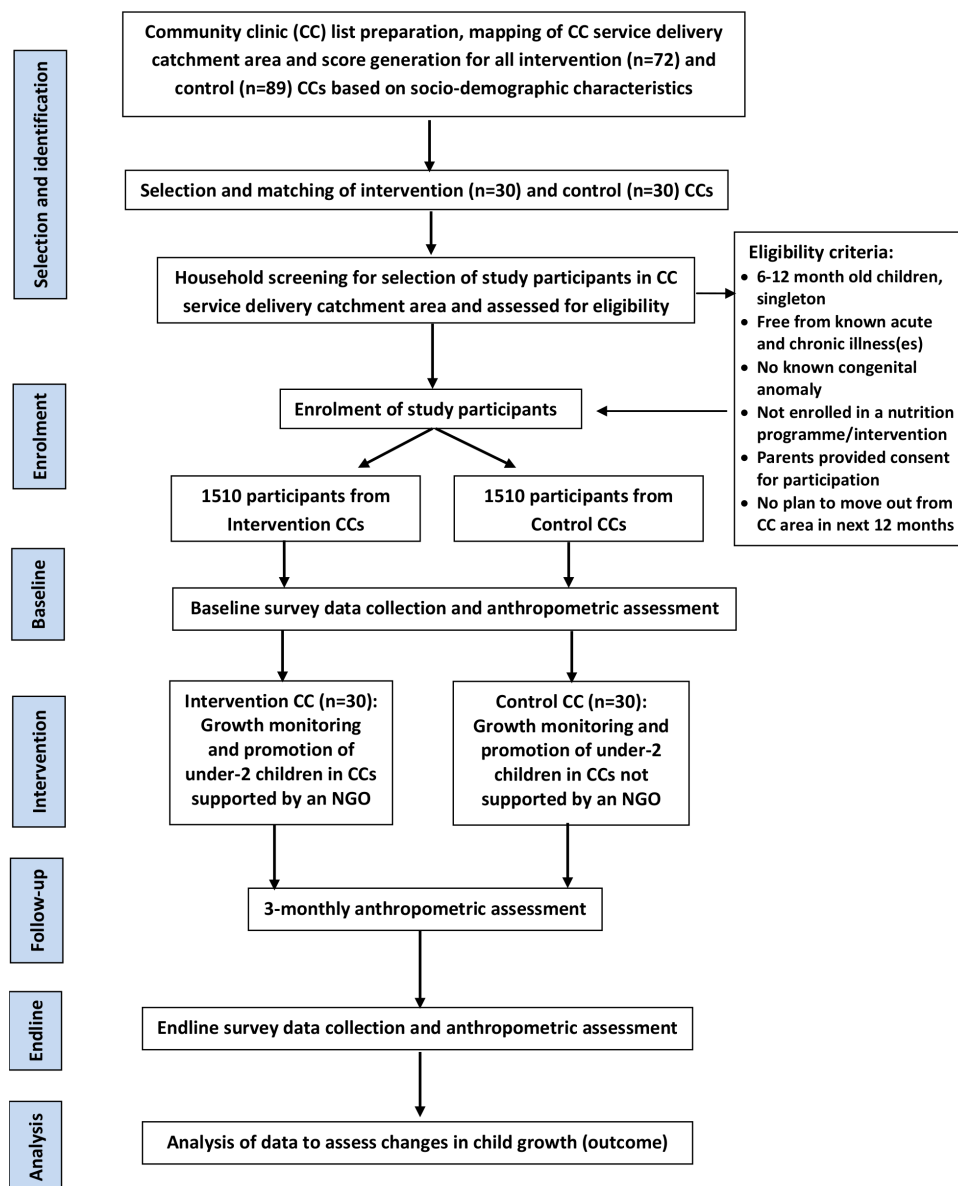 Selection and identification
Community clinic (CC) list preparation, mapping of CC service delivery
catchment area and score generation for all intervention (n=72) and
control (n=89) CCs based on socio-demographic characteristics
Selection and matching of intervention (n=30) and control (n=30) CCs
Household screening for selection of study participants in CC
service delivery catchment area and assessed for eligibility
Eligibility criteria:
• 6-12 month old children,
singleton
• Free from known acute
and chronic illness(es)
• No known congenital
anomaly
• Not enrolled in a nutrition
programme/intervention
• Parents provided consent
for participation
• No plan to move out from
CC area in next 12 months
Enrolment
Enrolment of study participants
1510 participants from
Intervention CCs
1510 participants from
Control CCs
Baseline
Baseline survey data collection and anthropometric assessment
Intervention
Intervention CC (n=30):
Growth monitoring
and promotion of
under-2 children in CCs
supported by an NGO
Control CC (n=30):
Growth monitoring and
promotion of under-2
children in CCs not
supported by an NGO
Follow-up
3-monthly anthropometric assessment
Endline
Endline survey data collection and anthropometric assessment
Analysis
Analysis of data to assess changes in child growth (outcome)